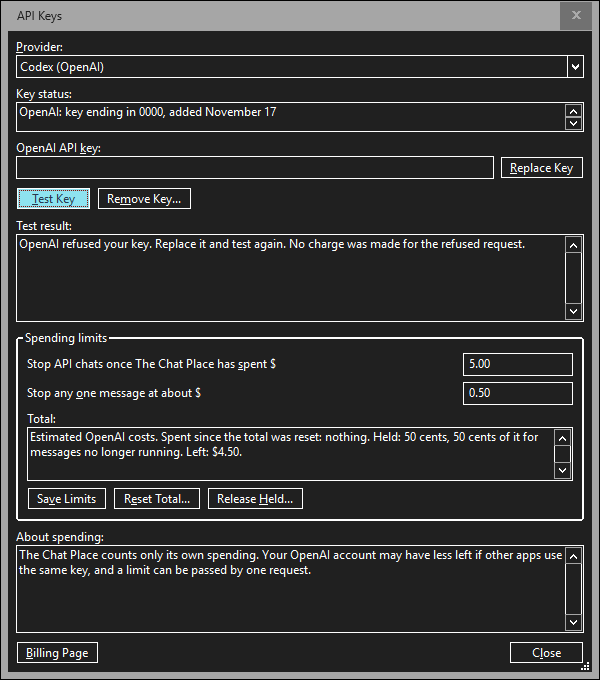 API Keys
Provider:
Codex (OpenAI)
Key status:
OpenAI: key ending in 0000, added November 17
OpenAI API key:
Replace Key
Test Key
Remove Key...
Test result:
OpenAI refused your key. Replace it and test again. No charge was made for the refused request.
Spending limits
Stop API chats once The Chat Place has spent $
5.00
Stop any one message at about $
0.50
Total:
Estimated OpenAI costs. Spent since the total was reset: nothing. Held: 50 cents, 50 cents of it for
messages no longer running. Left: $4.50.
Save Limits
Reset Total...
Release Held...
About spending:
The Chat Place counts only its own spending. Your OpenAI account may have less left if other apps use
the same key, and a limit can be passed by one request.
Billing Page
Close